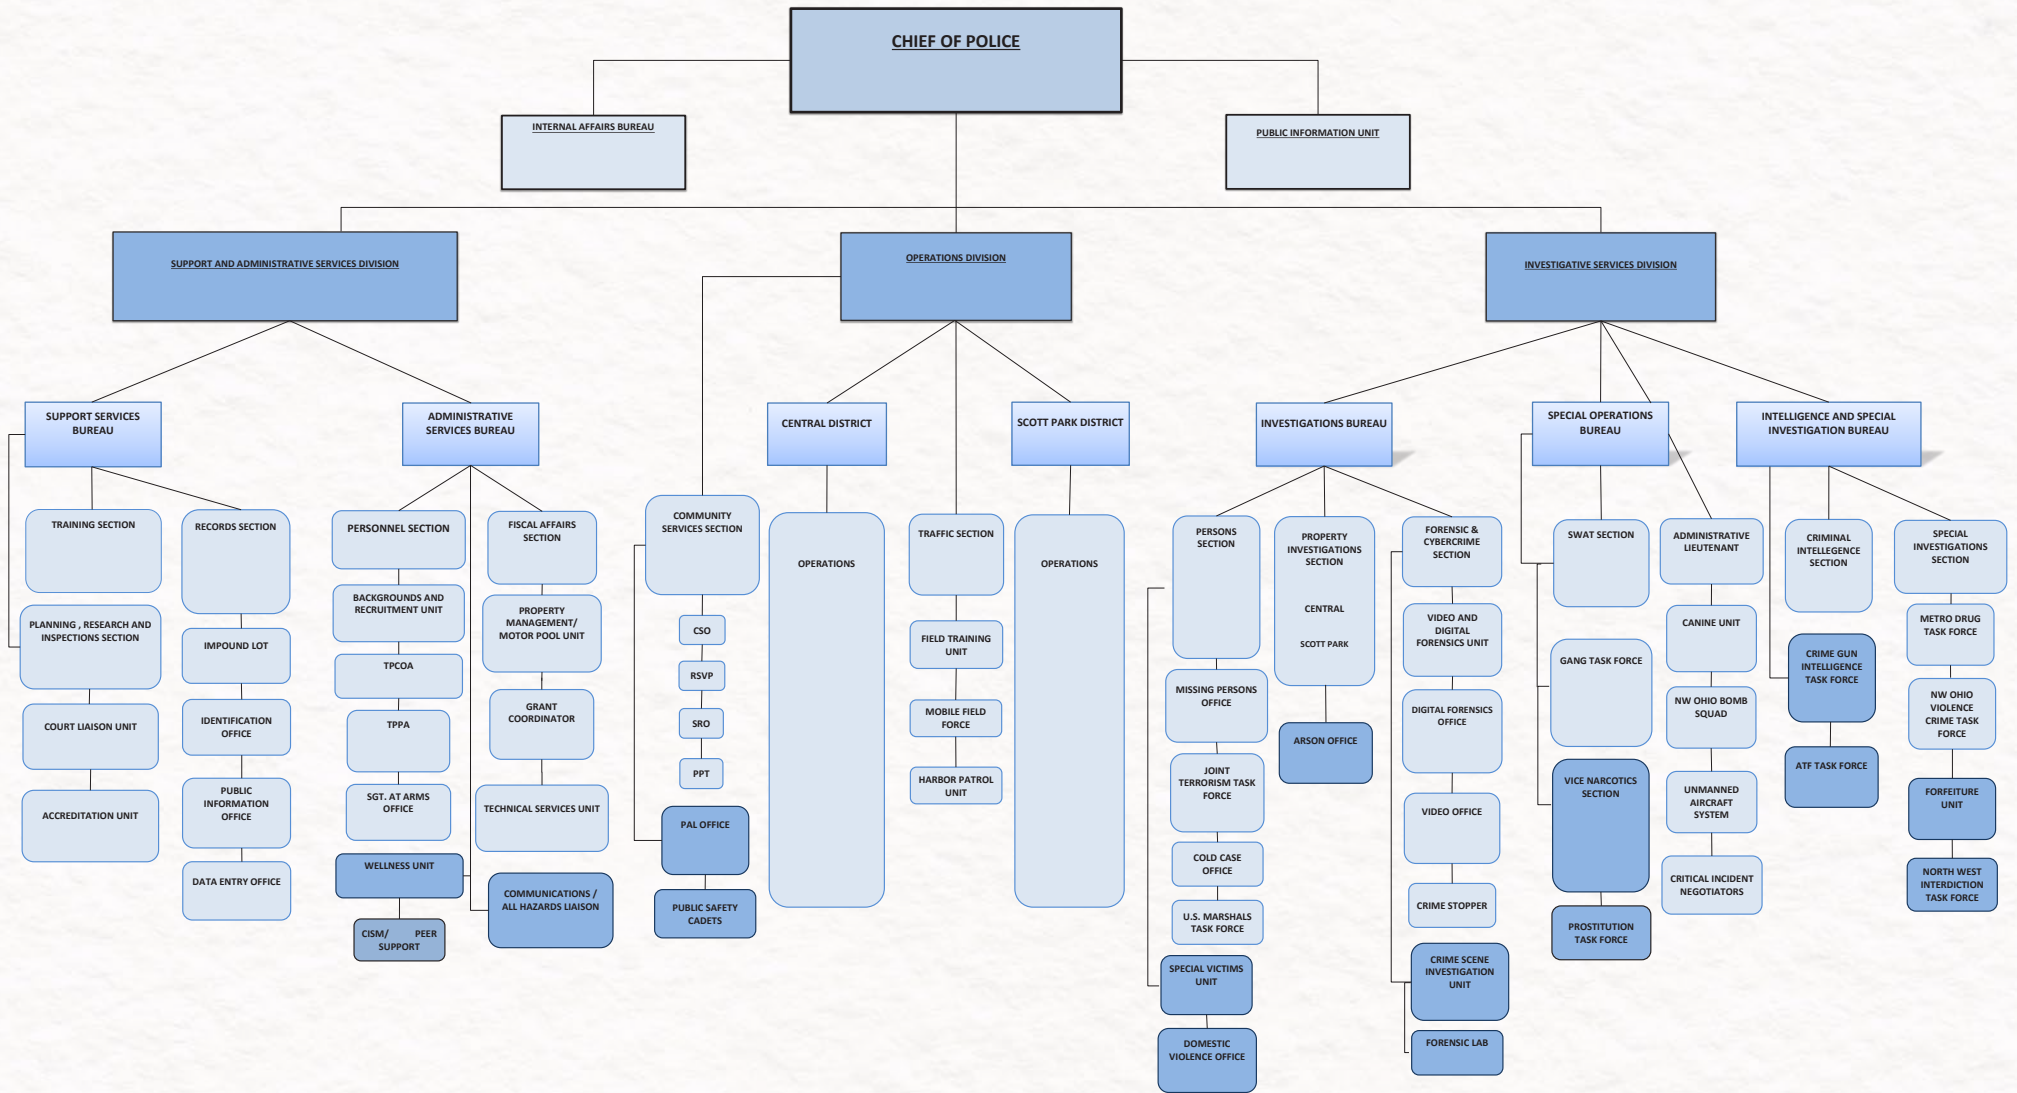 CHIEF OF POLICE
INTERNAL AFFAIRS BUREAU
PUBLIC INFORMATION UNIT
SUPPORT AND ADMINISTRATIVE SERVICES DIVISION
OPERATIONS DIVISION
INVESTIGATIVE SERVICES DIVISION
SUPPORT SERVICES
BUREAU
ADMINISTRATIVE
SERVICES BUREAU
CENTRAL DISTRICT
SCOTT PARK DISTRICT
INVESTIGATIONS BUREAU
SPECIAL OPERATIONS
BUREAU
INTELLIGENCE AND SPECIAL
INVESTIGATION BUREAU
TRAINING SECTION
PLANNING , RESEARCH AND
INSPECTIONS SECTION
COURT LIAISON UNIT
ACCREDITATION UNIT
RECORDS SECTION
IMPOUND LOT
IDENTIFICATION
OFFICE
PUBLIC
INFORMATION
OFFICE
DATA ENTRY OFFICE
PERSONNEL SECTION
BACKGROUNDS AND
RECRUITMENT UNIT
TPCOA
TPPA
SGT. AT ARMS
OFFICE
WELLNESS UNIT
CISM/ PEER
SUPPORT
FISCAL AFFAIRS
SECTION
PROPERTY
MANAGEMENT/
MOTOR POOL UNIT
GRANT
COORDINATOR
TECHNICAL SERVICES UNIT
COMMUNICATIONS /
ALL HAZARDS LIAISON
COMMUNITY
SERVICES SECTION
CSO
RSVP
SRO
PPT
PAL OFFICE
PUBLIC SAFETY
CADETS
OPERATIONS
TRAFFIC SECTION
FIELD TRAINING
UNIT
MOBILE FIELD
FORCE
HARBOR PATROL
UNIT
OPERATIONS
PERSONS
SECTION
MISSING PERSONS
OFFICE
JOINT
TERRORISM TASK
FORCE
COLD CASE
OFFICE
U.S. MARSHALS
TASK FORCE
SPECIAL VICTIMS
UNIT
DOMESTIC
VIOLENCE OFFICE
PROPERTY
INVESTIGATIONS
SECTION
CENTRAL
SCOTT PARK
ARSON OFFICE
FORENSIC &
CYBERCRIME
SECTION
VIDEO AND
DIGITAL
FORENSICS UNIT
DIGITAL FORENSICS
OFFICE
VIDEO OFFICE
CRIME STOPPER
CRIME SCENE
INVESTIGATION
UNIT
FORENSIC LAB
SWAT SECTION
GANG TASK FORCE
VICE NARCOTICS
SECTION
PROSTITUTION
TASK FORCE
ADMINISTRATIVE
LIEUTENANT
CANINE UNIT
NW OHIO BOMB
SQUAD
UNMANNED
AIRCRAFT
SYSTEM
CRITICAL INCIDENT
NEGOTIATORS
CRIMINAL
INTELLEGENCE
SECTION
CRIME GUN
INTELLIGENCE
TASK FORCE
ATF TASK FORCE
SPECIAL
INVESTIGATIONS
SECTION
METRO DRUG
TASK FORCE
NW OHIO
VIOLENCE
CRIME TASK
FORCE
FORFEITURE
UNIT
NORTH WEST
INTERDICTION
TASK FORCE